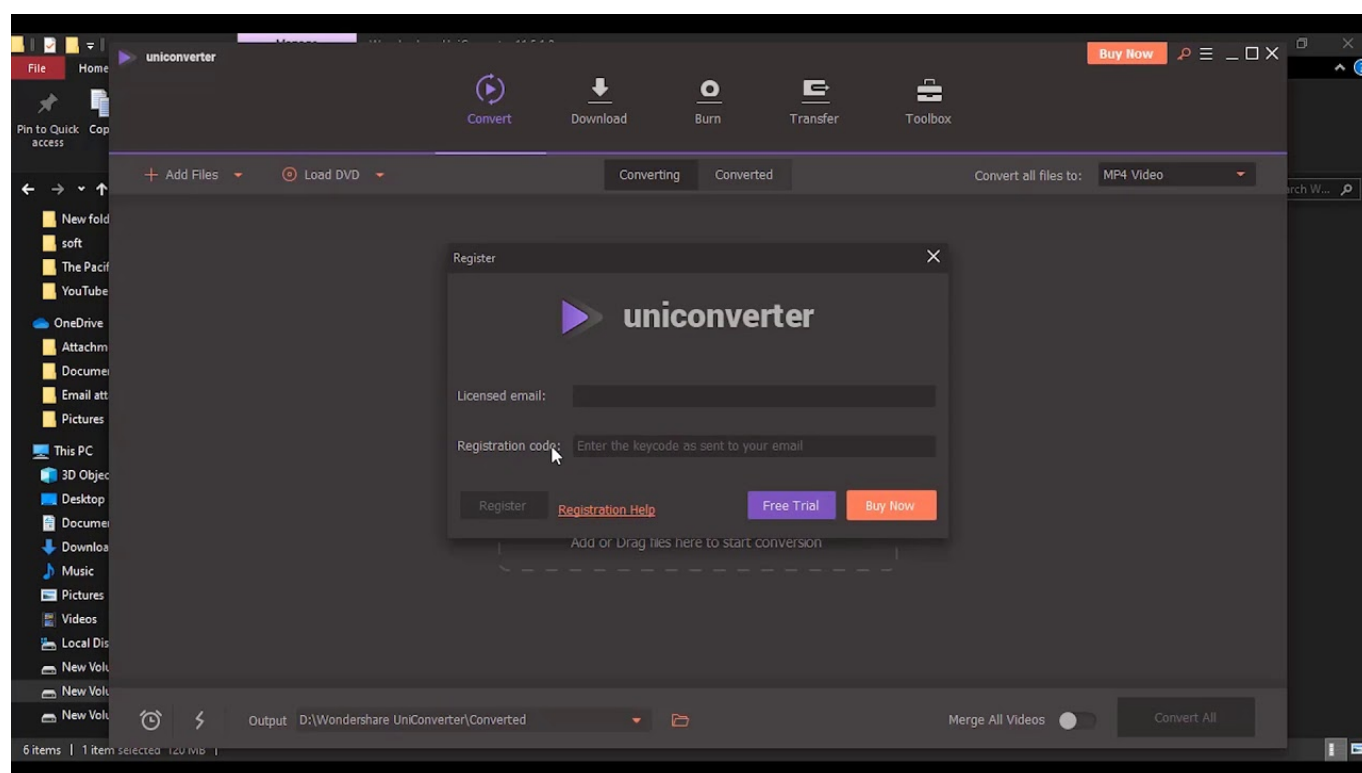 uniconverter
Buy Now
File Home
Convert Download Burn Transfer Toolbox
Pin to Quick
access
Add Files Load DVD Converting Converted Convert all files to: MP4 Video
New fold
soft
The Pacif
YouTube
OneDrive
Attachm
Documen
Email att
Pictures
This PC
3D Objec
Desktop
Documen
Downloa
Music
Pictures
Videos
Local Dis
New Volu
New Volu
New Volu
Register
uniconverter
Licensed email:
Registration code: Enter the keycode as sent to your email
Register Registration Help Free Trial Buy Now
Add or Drag files here to start conversion
Output D:\Wondershare UniConverter\Converted Merge All Videos Convert All
6 items 1 item selected 120 MB